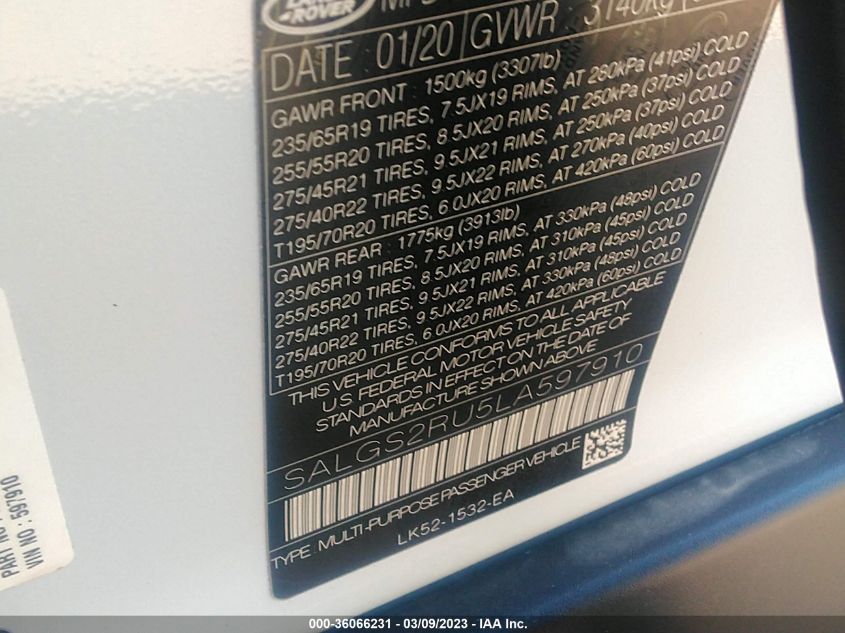 LAND
ROVER
DATE 01/20 GVWR 3140kg
GAWR FRONT : 1500kg (3307lb)
235/65R19 TIRES, 7.5JX19 RIMS, AT 280kPa (41psi) COLD
255/55R20 TIRES, 8.5JX20 RIMS, AT 250kPa (37psi) COLD
275/45R21 TIRES, 9.5JX21 RIMS, AT 250kPa (37psi) COLD
275/40R22 TIRES, 9.5JX22 RIMS, AT 270kPa (40psi) COLD
T195/70R20 TIRES, 6.0JX20 RIMS, AT 420kPa (60psi) COLD
GAWR REAR : 1775kg (3913lb)
235/65R19 TIRES, 7.5JX19 RIMS, AT 330kPa (48psi) COLD
255/55R20 TIRES, 8.5JX20 RIMS, AT 310kPa (45psi) COLD
275/45R21 TIRES, 9.5JX21 RIMS, AT 310kPa (45psi) COLD
275/40R22 TIRES, 9.5JX22 RIMS, AT 330kPa (48psi) COLD
T195/70R20 TIRES, 6.0JX20 RIMS, AT 420kPa (60psi) COLD
THIS VEHICLE CONFORMS TO ALL APPLICABLE
U.S. FEDERAL MOTOR VEHICLE SAFETY
STANDARDS IN EFFECT ON THE DATE OF
MANUFACTURE SHOWN ABOVE
SALGS2RU5LA597910
TYPE : MULTI-PURPOSE PASSENGER VEHICLE
LK52-1532-EA
PART NO
VIN NO : 597910
000-36066231 - 03/09/2023 - IAA Inc.